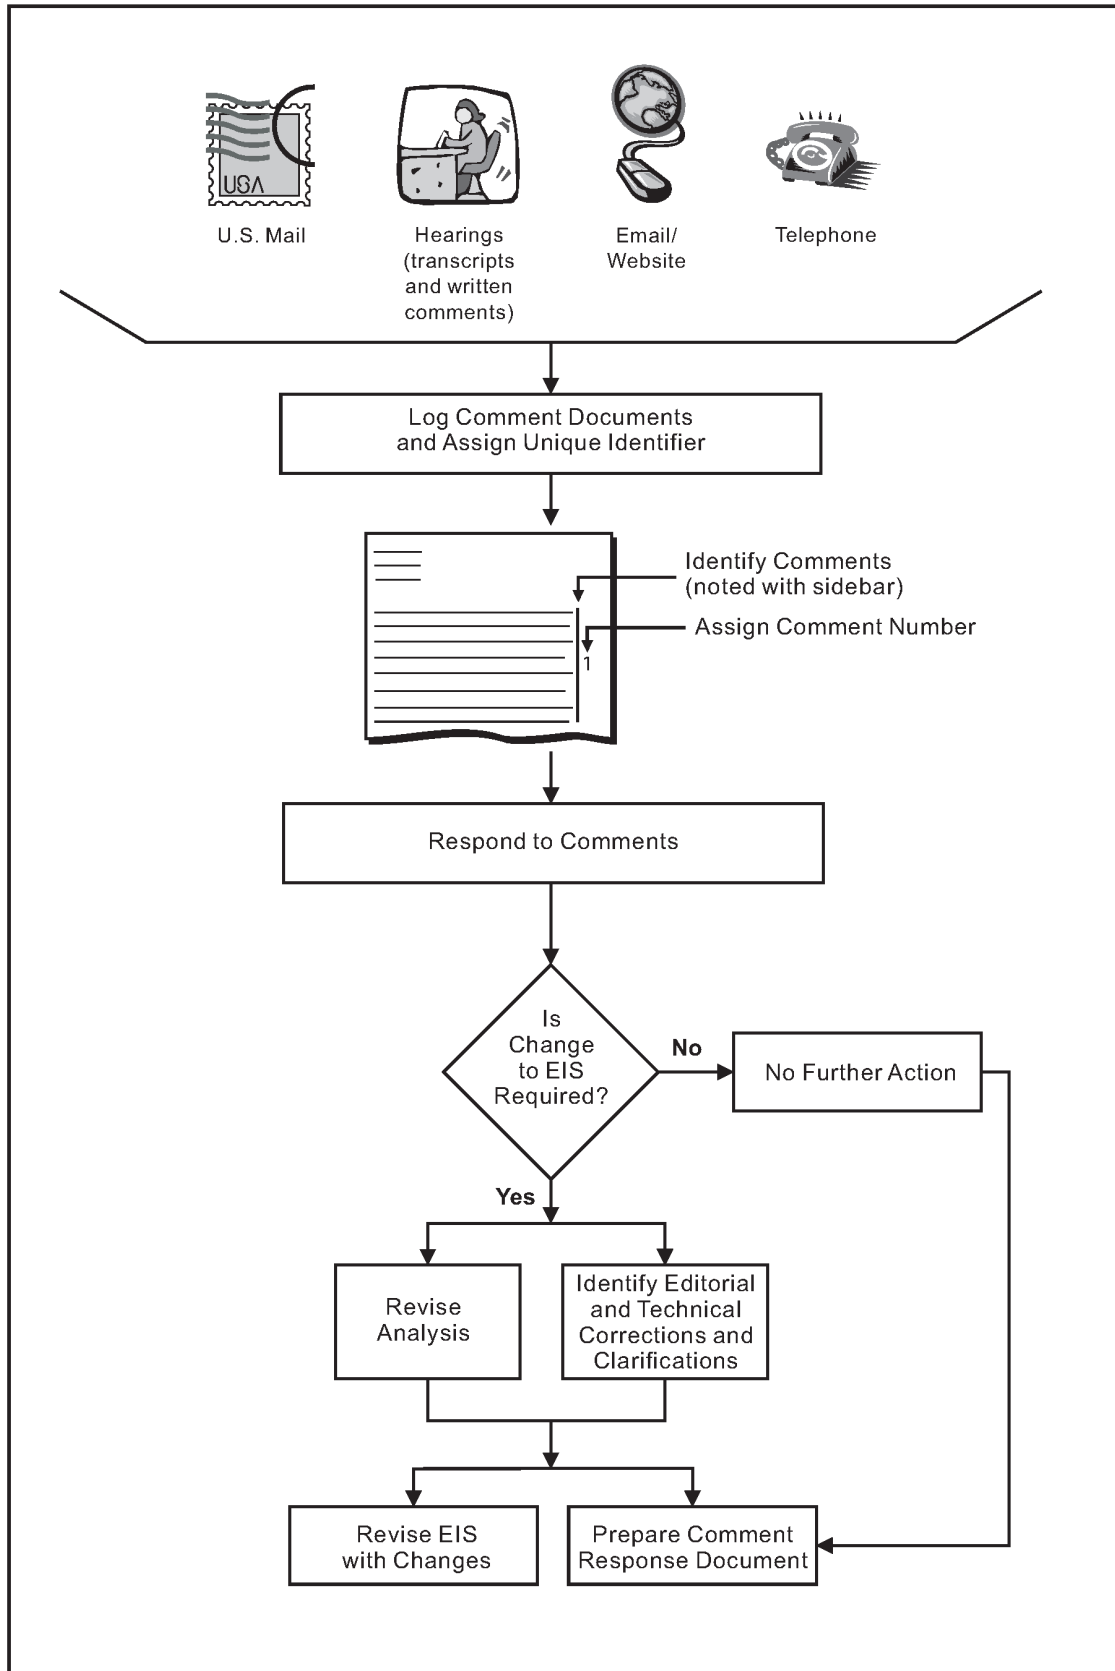 USA
U.S. Mail
Hearings
(transcripts
and written
comments)
Email/
Website
Telephone
Log Comment Documents
and Assign Unique Identifier
Identify Comments
(noted with sidebar)
Assign Comment Number
1
Respond to Comments
Is
Change
to EIS
Required?
No
No Further Action
Yes
Revise
Analysis
Identify Editorial
and Technical
Corrections and
Clarifications
Revise EIS
with Changes
Prepare Comment
Response Document